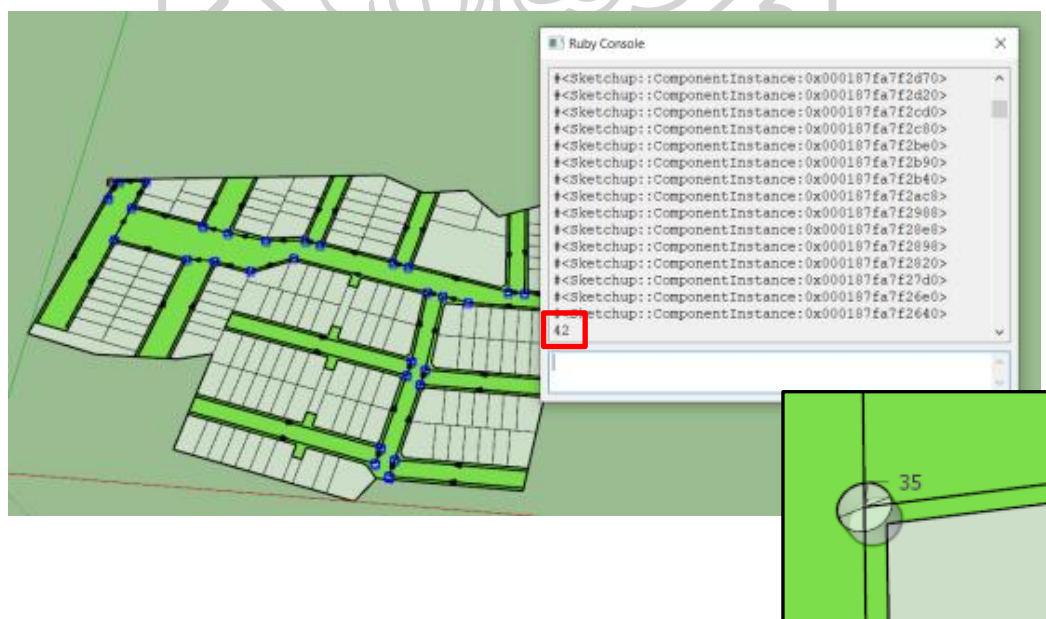 Ruby Console
#<Sketchup::ComponentInstance:0x000187fa7f2d70>
#<Sketchup::ComponentInstance:0x000187fa7f2d20>
#<Sketchup::ComponentInstance:0x000187fa7f2cd0>
#<Sketchup::ComponentInstance:0x000187fa7f2c80>
#<Sketchup::ComponentInstance:0x000187fa7f2be0>
#<Sketchup::ComponentInstance:0x000187fa7f2b90>
#<Sketchup::ComponentInstance:0x000187fa7f2b40>
#<Sketchup::ComponentInstance:0x000187fa7f2ac8>
#<Sketchup::ComponentInstance:0x000187fa7f2988>
#<Sketchup::ComponentInstance:0x000187fa7f28e8>
#<Sketchup::ComponentInstance:0x000187fa7f2898>
#<Sketchup::ComponentInstance:0x000187fa7f2820>
#<Sketchup::ComponentInstance:0x000187fa7f27d0>
#<Sketchup::ComponentInstance:0x000187fa7f26e0>
#<Sketchup::ComponentInstance:0x000187fa7f2640>
42
35